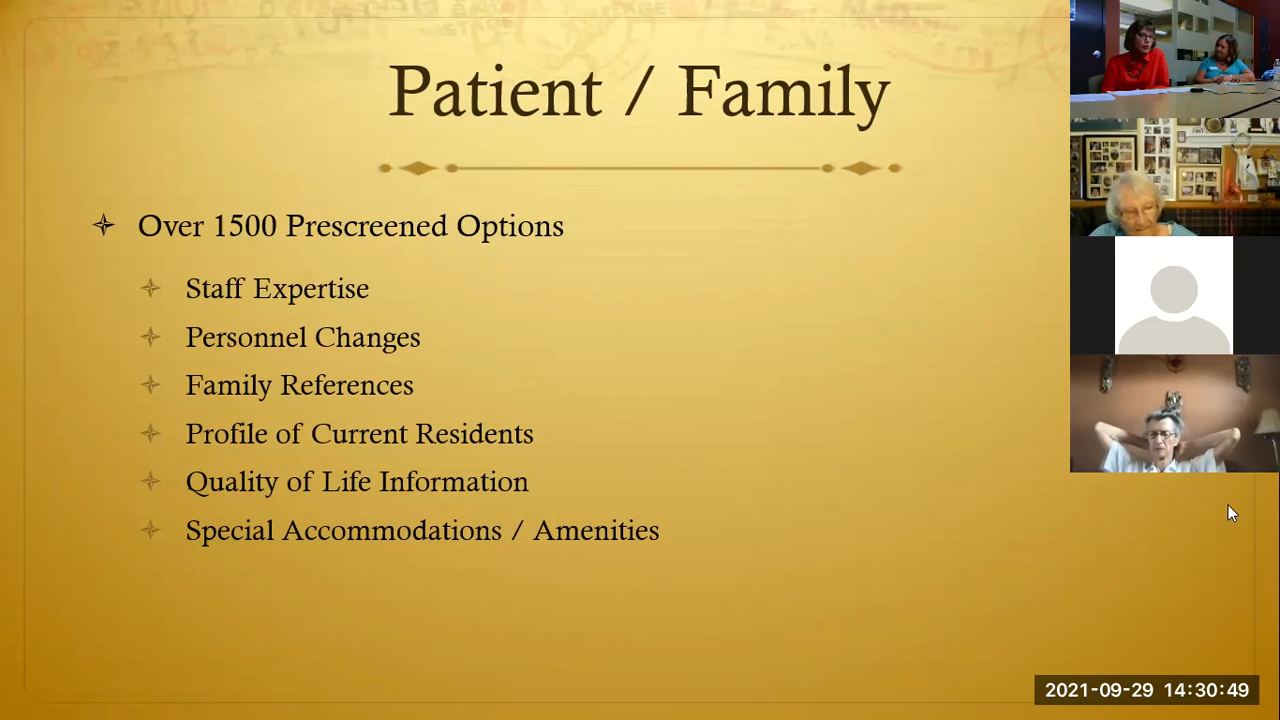 Patient / Family
Over 1500 Prescreened Options
Staff Expertise
Personnel Changes
Family References
Profile of Current Residents
Quality of Life Information
Special Accommodations / Amenities
2021-09-29 14:30:49